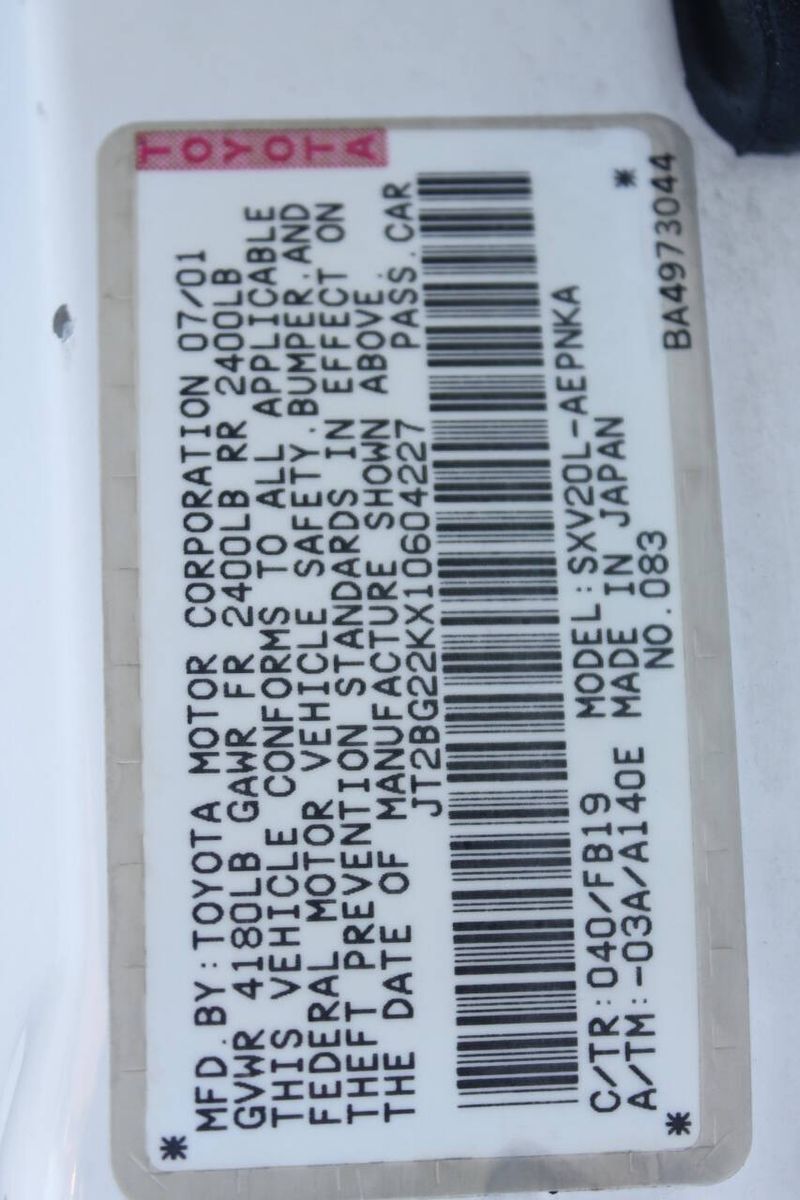 TOYOTA
MFD.BY:TOYOTA MOTOR CORPORATION 07/01
GVWR 4180LB GAWR FR 2400LB RR 2400LB
THIS VEHICLE CONFORMS TO ALL APPLICABLE
FEDERAL MOTOR VEHICLE SAFETY.BUMPER.AND
THEFT PREVENTION STANDARDS IN EFFECT ON
THE DATE OF MANUFACTURE SHOWN ABOVE.
JT2BG22KX10604227 PASS.CAR
C/TR:040/FB19 MODEL:SXV20L-AEPNKA
A/TM:-03A/A140E MADE IN JAPAN
NO.083
BA4973044